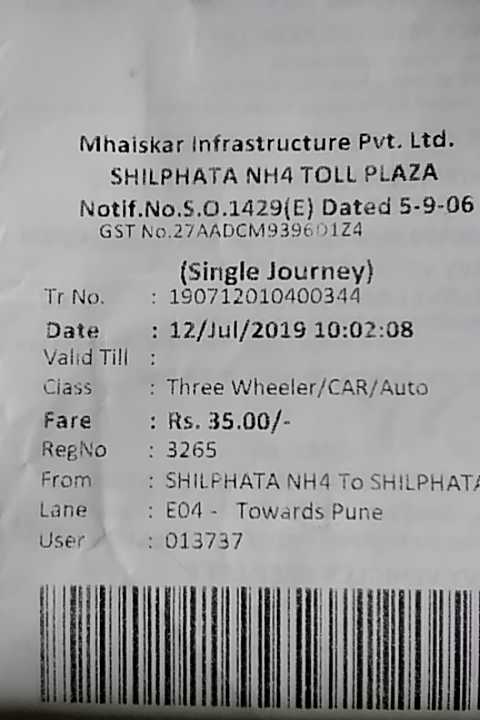 Mhaiskar Infrastructure Pvt. Ltd.
SHILPHATA NH4 TOLL PLAZA
Notif.No.S.O.1429(E) Dated 5-9-06
GST No.27AADCM9396D1Z4
(Single Journey)
Tr No. : 190712010400344
Date : 12/Jul/2019 10:02:08
Valid Till :
Class : Three Wheeler/CAR/Auto
Fare : Rs. 35.00/-
RegNo : 3265
From : SHILPHATA NH4 To SHILPHATA
Lane : E04 - Towards Pune
User : 013737